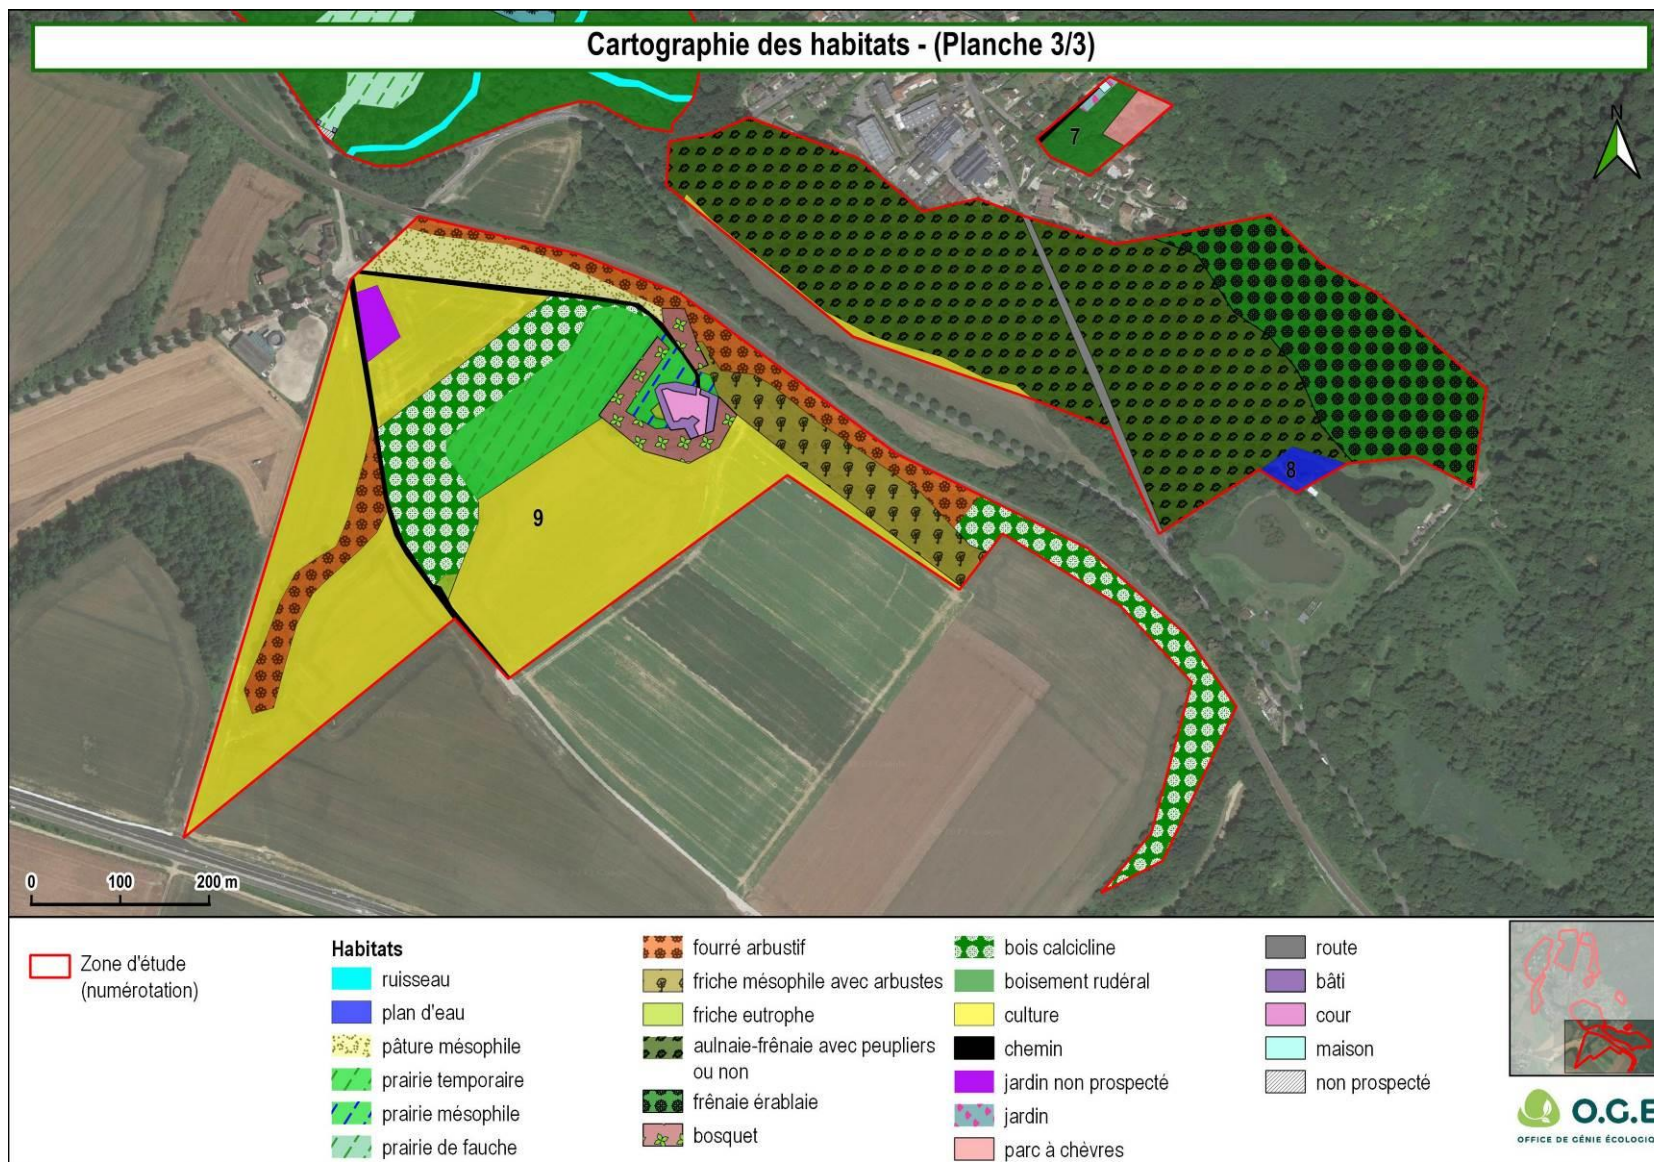 Cartographie des habitats - (Planche 3/3)
N
7
8
9
0 100 200 m
Zone d'étude
(numérotation)
Habitats
ruisseau
plan d'eau
pâture mésophile
prairie temporaire
prairie mésophile
prairie de fauche
fourré arbustif
friche mésophile avec arbustes
friche eutrophe
aulnaie-frênaie avec peupliers
ou non
frênaie érablaie
bosquet
bois calcicline
boisement rudéral
culture
chemin
jardin non prospecté
jardin
parc à chèvres
route
bâti
cour
maison
non prospecté
O.G.E
OFFICE DE GÉNIE ÉCOLOGIQU